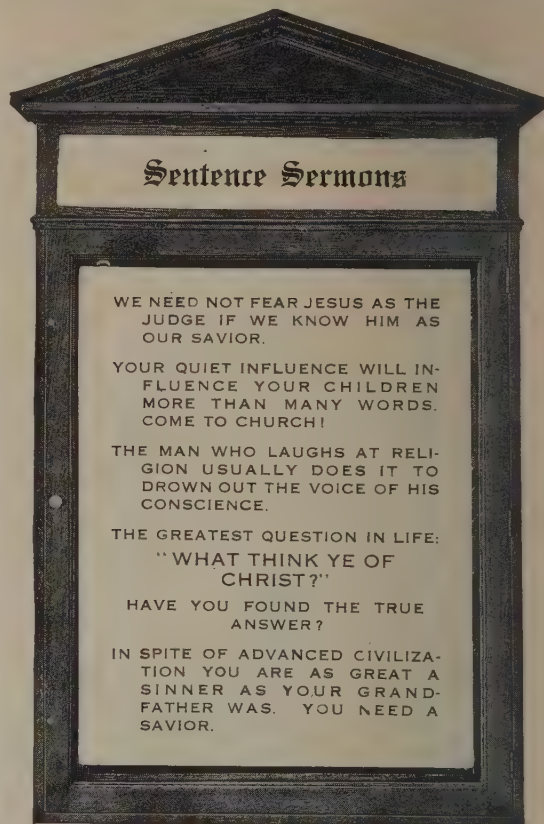 Sentence Sermons
WE NEED NOT FEAR JESUS AS THE
JUDGE IF WE KNOW HIM AS
OUR SAVIOR.
YOUR QUIET INFLUENCE WILL IN-
FLUENCE YOUR CHILDREN
MORE THAN MANY WORDS.
COME TO CHURCH!
THE MAN WHO LAUGHS AT RELI-
GION USUALLY DOES IT TO
DROWN OUT THE VOICE OF HIS
CONSCIENCE.
THE GREATEST QUESTION IN LIFE:
"WHAT THINK YE OF
CHRIST?"
HAVE YOU FOUND THE TRUE
ANSWER?
IN SPITE OF ADVANCED CIVILIZA-
TION YOU ARE AS GREAT A
SINNER AS YOUR GRAND-
FATHER WAS. YOU NEED A
SAVIOR.